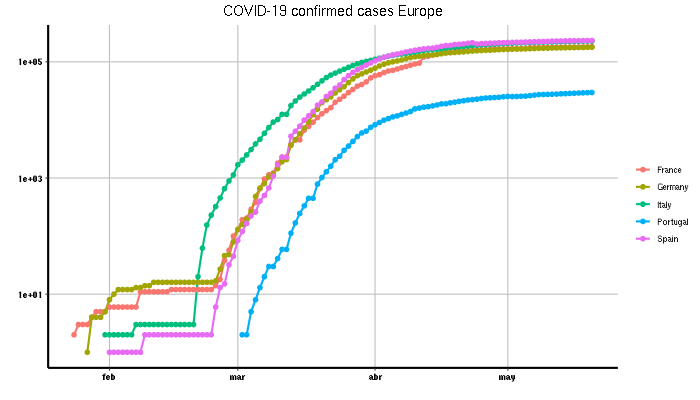 COVID-19 confirmed cases Europe
1e+05
1e+03
1e+01
feb
mar
abr
may
France
Germany
Italy
Portugal
Spain